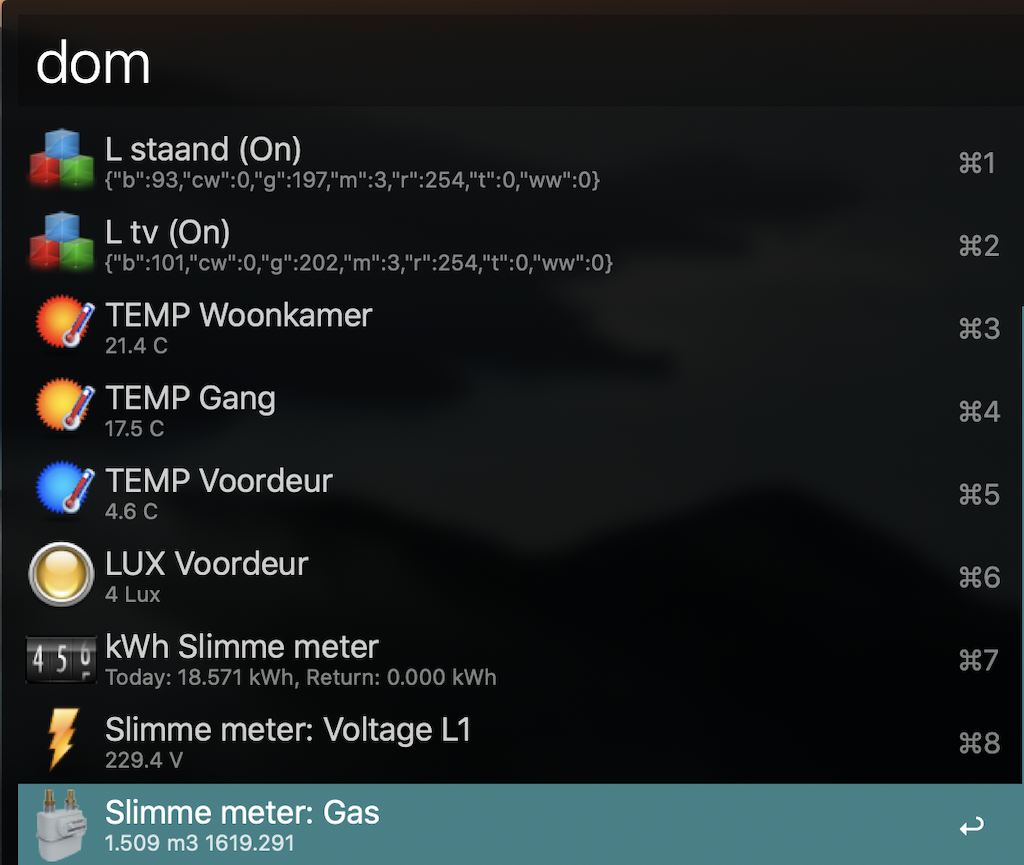 dom
L staand (On)
{"b":93,"cw":0,"g":197,"m":3,"r":254,"t":0,"ww":0}
⌘1
L tv (On)
{"b":101,"cw":0,"g":202,"m":3,"r":254,"t":0,"ww":0}
⌘2
TEMP Woonkamer
21.4 C
⌘3
TEMP Gang
17.5 C
⌘4
TEMP Voordeur
4.6 C
⌘5
LUX Voordeur
4 Lux
⌘6
4 5 6
kWh Slimme meter
Today: 18.571 kWh, Return: 0.000 kWh
⌘7
Slimme meter: Voltage L1
229.4 V
⌘8
Slimme meter: Gas
1.509 m3 1619.291